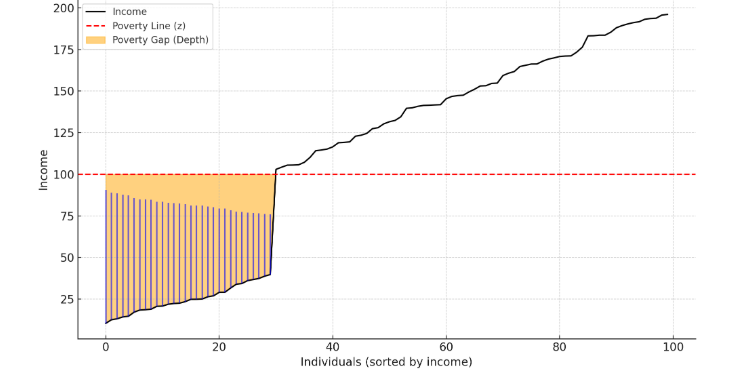 Income
Poverty Line (z)
Poverty Gap (Depth)
200
175
150
125
100
75
50
25
Income
0
20
40
60
80
100
Individuals (sorted by income)